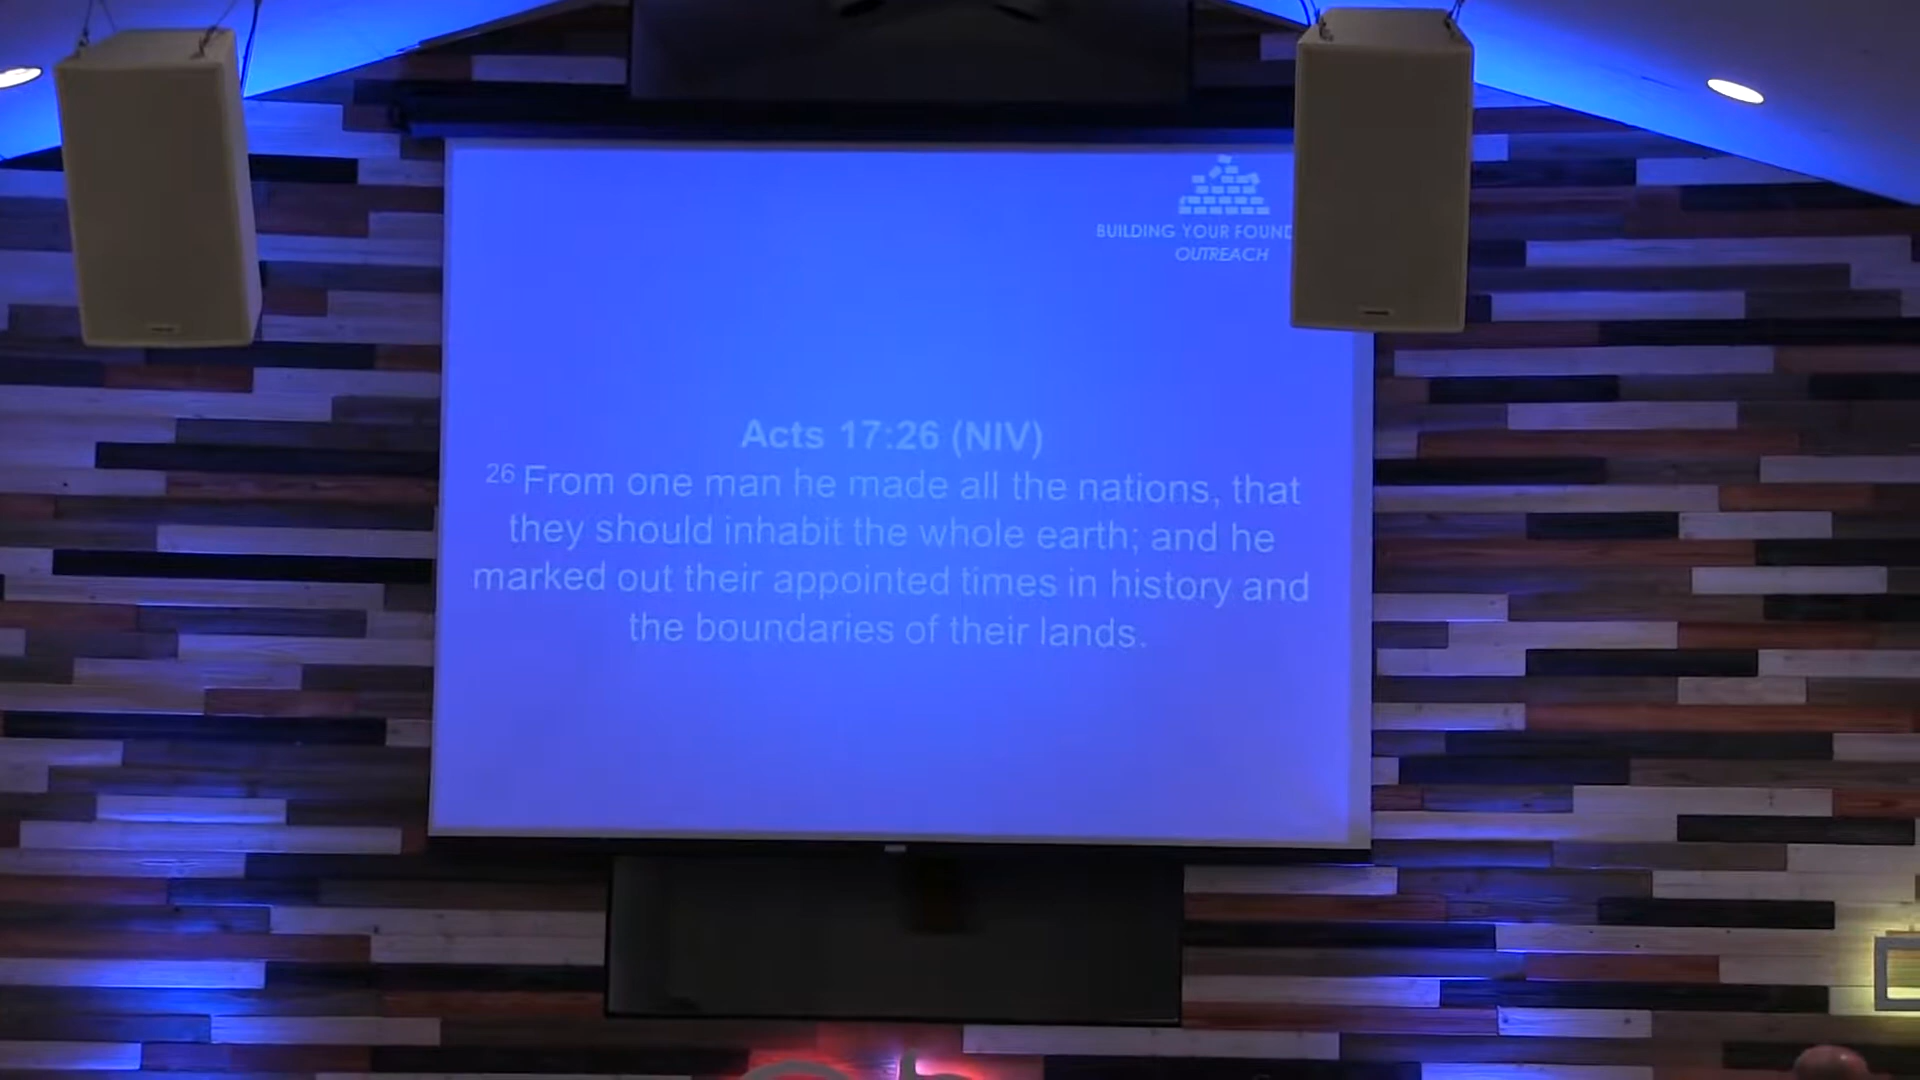 BUILDING YOUR
OUTREACH
Acts 17:26 (NIV)
26 From one man he made all the nations, that
they should inhabit the whole earth; and he
marked out their appointed times in history and
the boundaries of their lands.